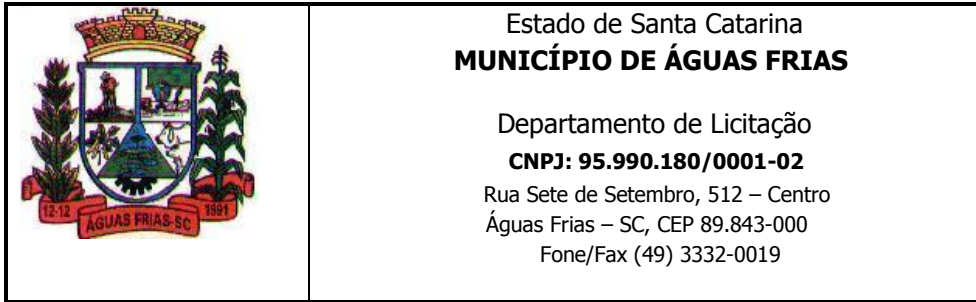 12-12
ÁGUAS FRIAS-SC
1991
Estado de Santa Catarina
MUNICÍPIO DE ÁGUAS FRIAS
Departamento de Licitação
CNPJ: 95.990.180/0001-02
Rua Sete de Setembro, 512 – Centro
Águas Frias – SC, CEP 89.843-000
Fone/Fax (49) 3332-0019